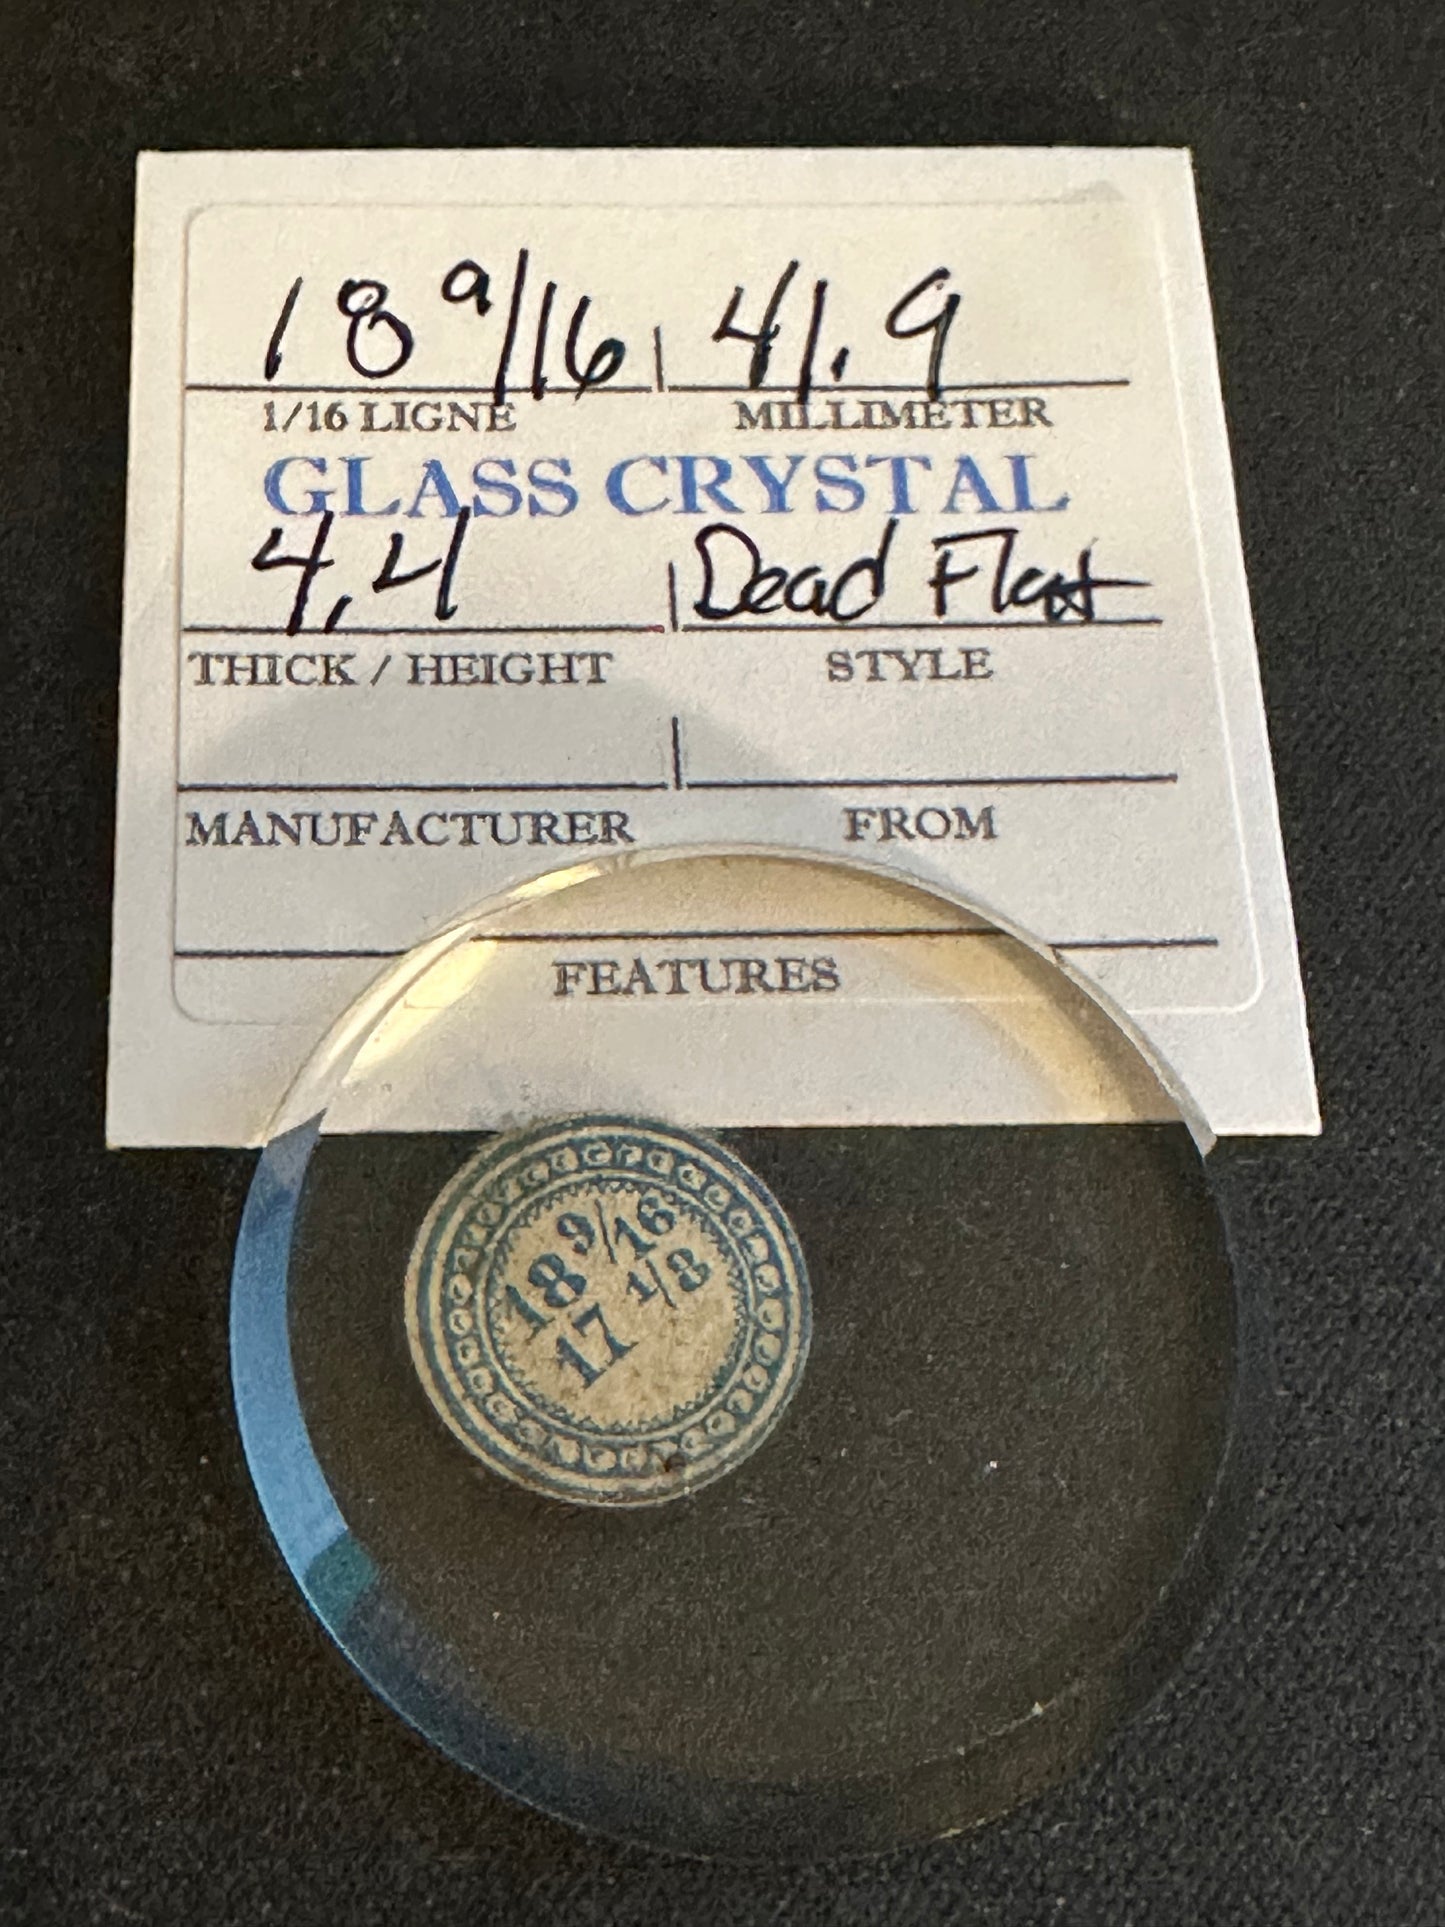 18 9/16 41.9
1/16 LIGNE MILLIMETER
GLASS CRYSTAL
4.4 Dead Flat
THICK / HEIGHT STYLE
MANUFACTURER FROM
FEATURES
18 9/16
17 1/8